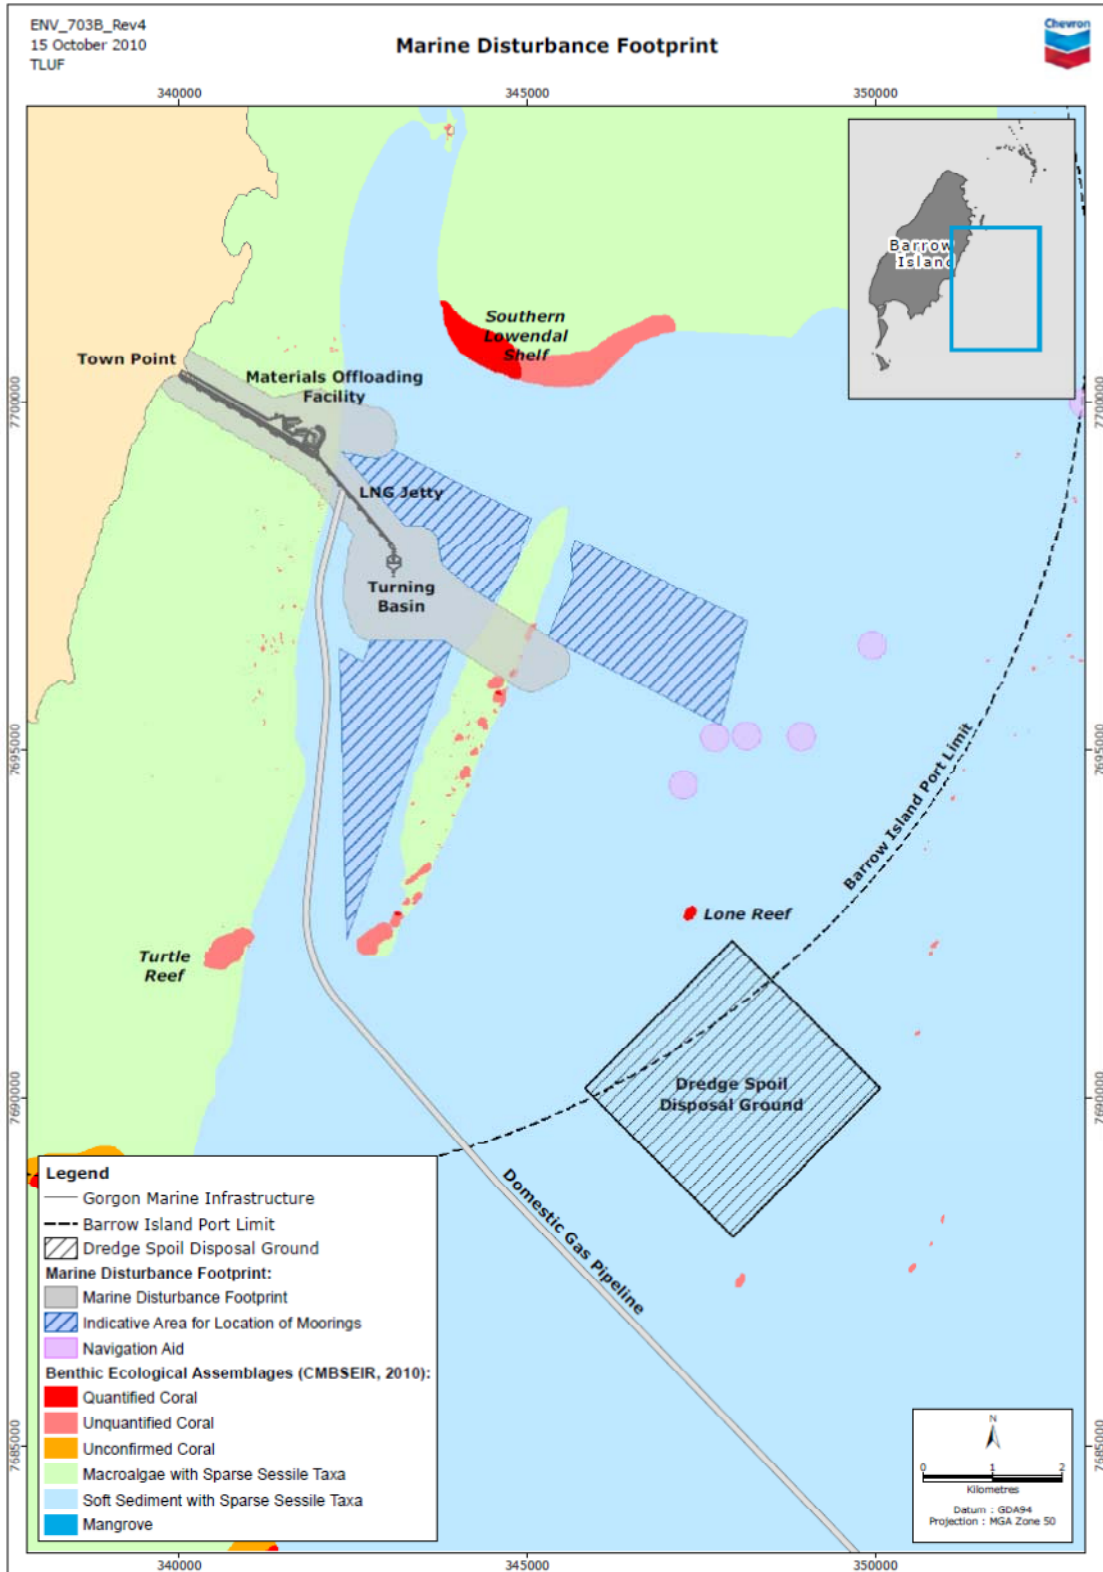 ENV_703B_Rev4
15 October 2010
TLUF
Marine Disturbance Footprint
Chevron
340000
345000
350000
Barrow
Island
Southern
Lowendal
Shelf
Town Point
Materials Offloading
Facility
7700000
7700000
LNG Jetty
Turning
Basin
7695000
7695000
Barrow Island Port Limit
Lone Reef
Turtle
Reef
Dredge Spoil
Disposal Ground
7690000
7690000
Domestic Gas Pipeline
Legend
Gorgon Marine Infrastructure
Barrow Island Port Limit
Dredge Spoil Disposal Ground
Marine Disturbance Footprint:
Marine Disturbance Footprint
Indicative Area for Location of Moorings
Navigation Aid
Benthic Ecological Assemblages (CMBSEIR, 2010):
Quantified Coral
Unquantified Coral
Unconfirmed Coral
Macroalgae with Sparse Sessile Taxa
Soft Sediment with Sparse Sessile Taxa
Mangrove
7685000
7685000
N
0 1 2
Kilometres
Datum : GDA94
Projection : MGA Zone 50
340000
345000
350000